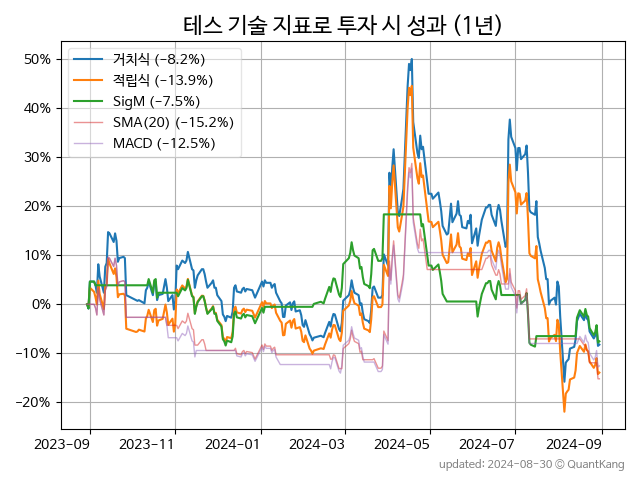 테스 기술 지표로 투자 시 성과 (1년)
거치식 (−8.2%)
적립식 (−13.9%)
SigM (−7.5%)
SMA(20) (−15.2%)
MACD (−12.5%)
50%
40%
30%
20%
10%
0%
−10%
−20%
2023-09 2023-11 2024-01 2024-03 2024-05 2024-07 2024-09
updated: 2024-08-30 © QuantKang